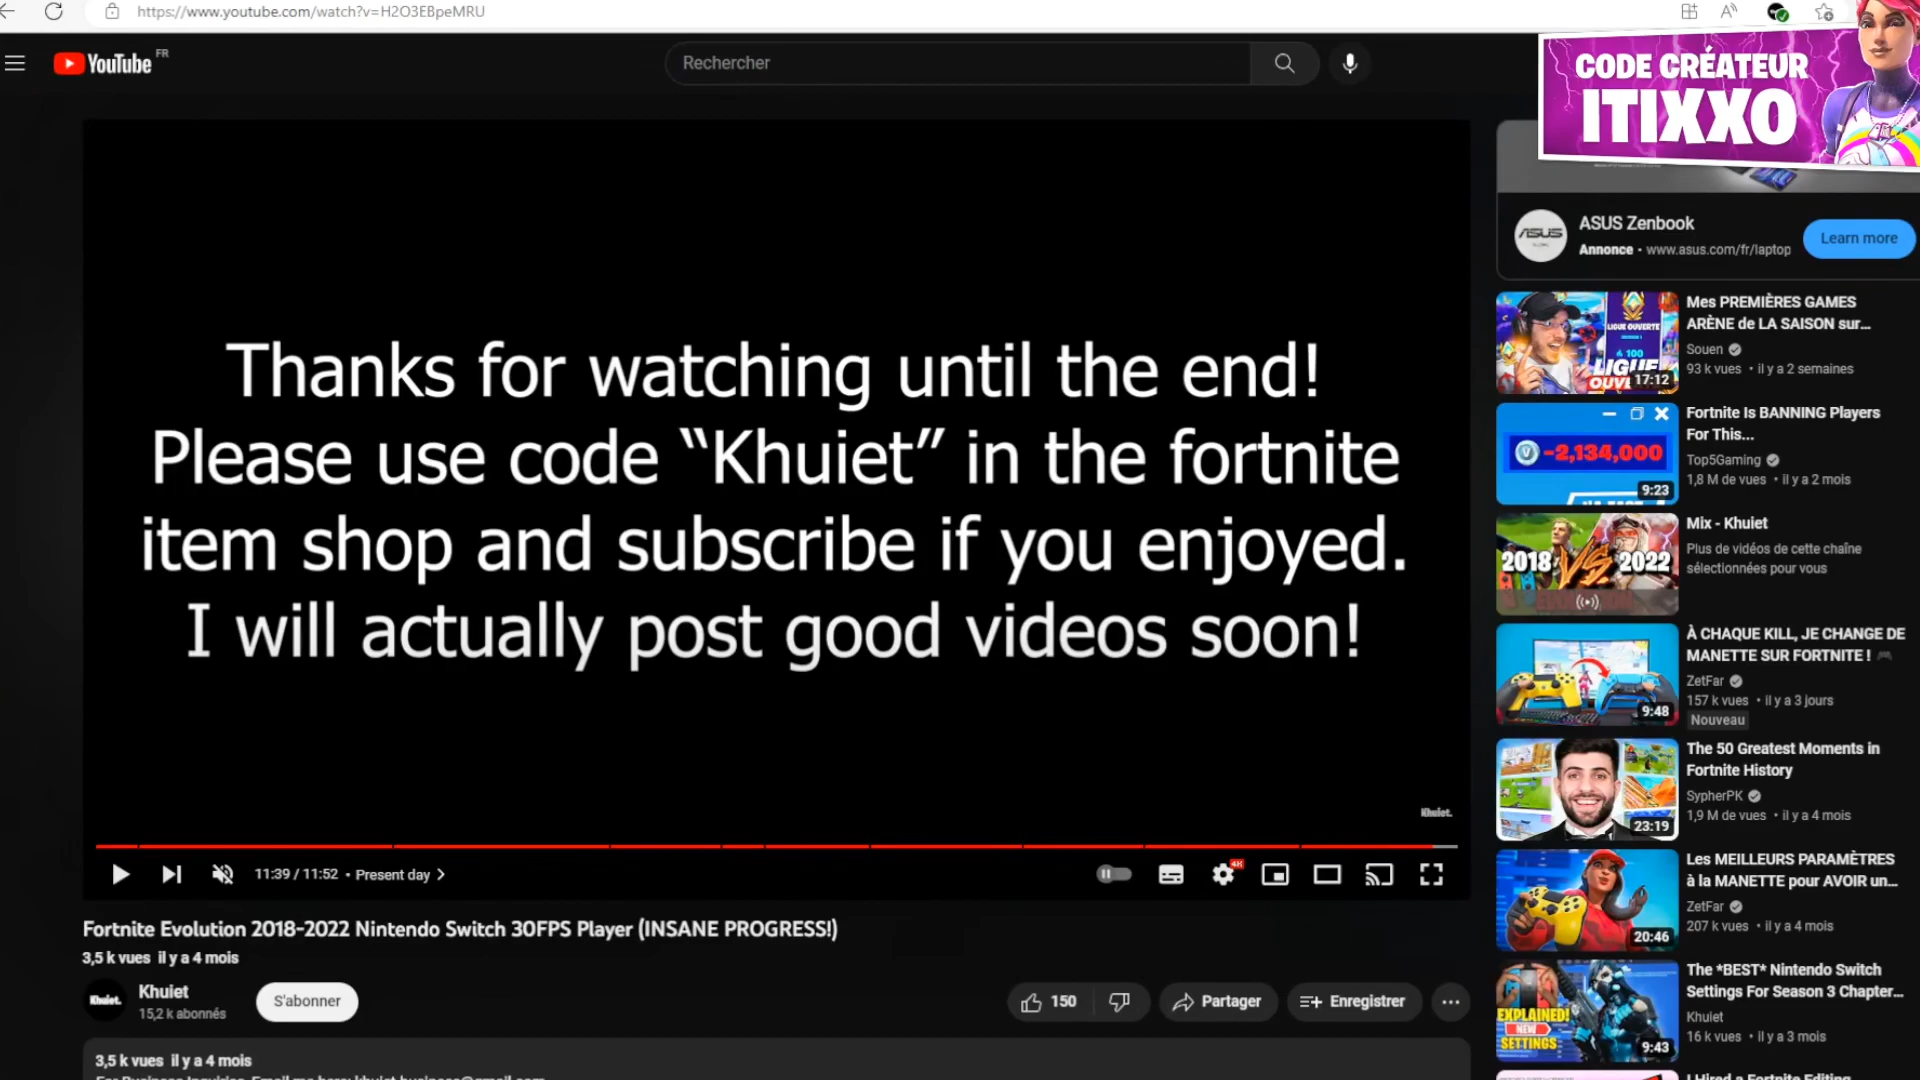 https://www.youtube.com/watch?v=H2O3EBpeMRU
YouTube FR
Rechercher
CODE CRÉATEUR
ITIXXO
Thanks for watching until the end!
Please use code “Khuiet” in the fortnite
item shop and subscribe if you enjoyed.
I will actually post good videos soon!
Khuiet.
11:39 / 11:52 • Present day
4K
Fortnite Evolution 2018-2022 Nintendo Switch 30FPS Player (INSANE PROGRESS!)
3,5 k vues il y a 4 mois
Khuiet.
Khuiet
15,2 k abonnés
S'abonner
150
Partager
Enregistrer
3,5 k vues il y a 4 mois
ASUS
ASUS Zenbook
Annonce • www.asus.com/fr/laptop
Learn more
LIGUE OUVERTE
100
LIGUE
OUV
17:12
Mes PREMIÈRES GAMES
ARÈNE de LA SAISON sur...
Souen
93 k vues • il y a 2 semaines
V -2,134,000
9:23
Fortnite Is BANNING Players
For This...
Top5Gaming
1,8 M de vues • il y a 2 mois
2018 VS 2022
Mix - Khuiet
Plus de vidéos de cette chaîne
sélectionnées pour vous
9:48
À CHAQUE KILL, JE CHANGE DE
MANETTE SUR FORTNITE !
ZetFar
157 k vues • il y a 3 jours
Nouveau
23:19
The 50 Greatest Moments in
Fortnite History
SypherPK
1,9 M de vues • il y a 4 mois
20:46
Les MEILLEURS PARAMÈTRES
à la MANETTE pour AVOIR un...
ZetFar
207 k vues • il y a 4 mois
EXPLAINED!
NEW
SETTINGS
9:43
The *BEST* Nintendo Switch
Settings For Season 3 Chapter...
Khuiet
16 k vues • il y a 3 mois